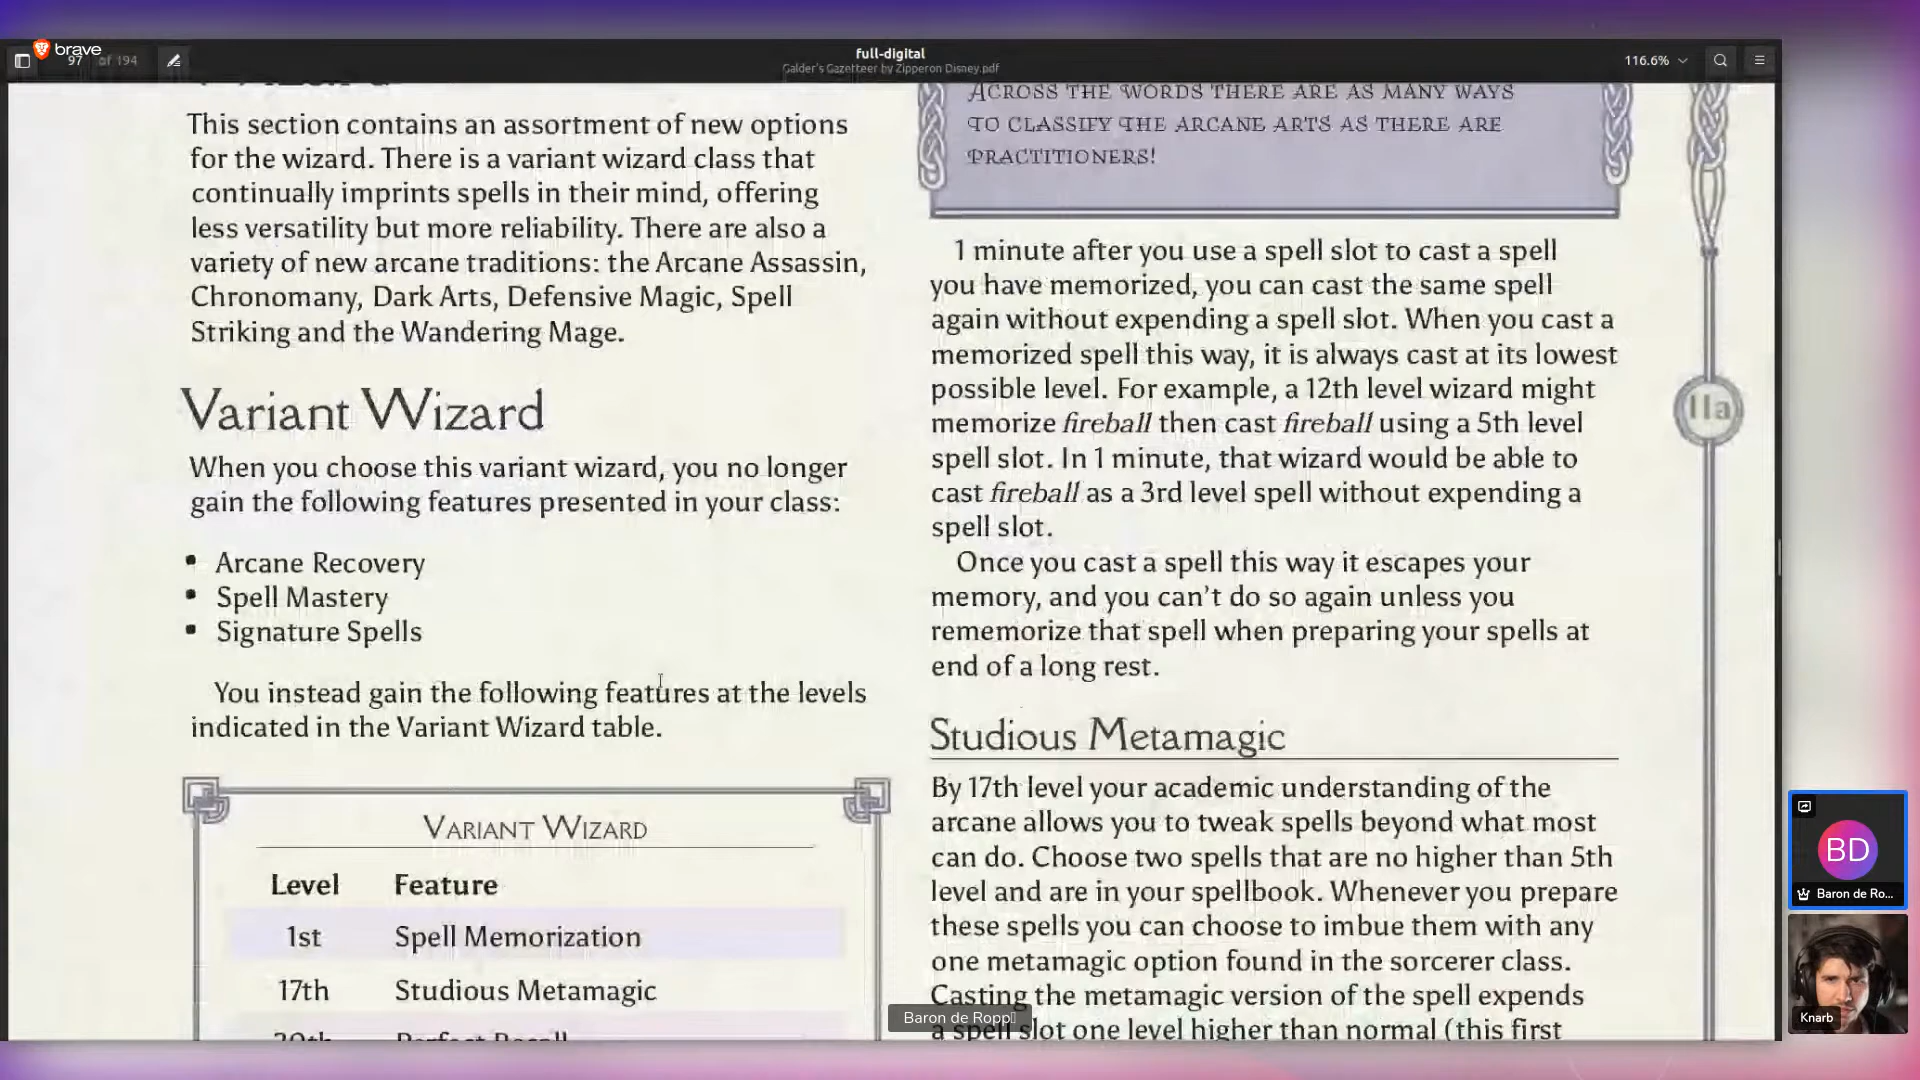 brave
97 of 194
full-digital
Galder's Gazetteer by Zipperon Disney.pdf
116.6%
This section contains an assortment of new options
for the wizard. There is a variant wizard class that
continually imprints spells in their mind, offering
less versatility but more reliability. There are also a
variety of new arcane traditions: the Arcane Assassin,
Chronomany, Dark Arts, Defensive Magic, Spell
Striking and the Wandering Mage.
Variant Wizard
When you choose this variant wizard, you no longer
gain the following features presented in your class:
• Arcane Recovery
• Spell Mastery
• Signature Spells
You instead gain the following features at the levels
indicated in the Variant Wizard table.
VARIANT WIZARD
Level Feature
1st Spell Memorization
17th Studious Metamagic
20th Perfect Recall
ACROSS THE WORDS THERE ARE AS MANY WAYS
TO CLASSIFY THE ARCANE ARTS AS THERE ARE
PRACTITIONERS!
1 minute after you use a spell slot to cast a spell
you have memorized, you can cast the same spell
again without expending a spell slot. When you cast a
memorized spell this way, it is always cast at its lowest
possible level. For example, a 12th level wizard might
memorize fireball then cast fireball using a 5th level
spell slot. In 1 minute, that wizard would be able to
cast fireball as a 3rd level spell without expending a
spell slot.
Once you cast a spell this way it escapes your
memory, and you can't do so again unless you
rememorize that spell when preparing your spells at
end of a long rest.
Studious Metamagic
By 17th level your academic understanding of the
arcane allows you to tweak spells beyond what most
can do. Choose two spells that are no higher than 5th
level and are in your spellbook. Whenever you prepare
these spells you can choose to imbue them with any
one metamagic option found in the sorcerer class.
Casting the metamagic version of the spell expends
a spell slot one level higher than normal (this first
11a
BD
Baron de Ro...
Knarb
Baron de Ropp